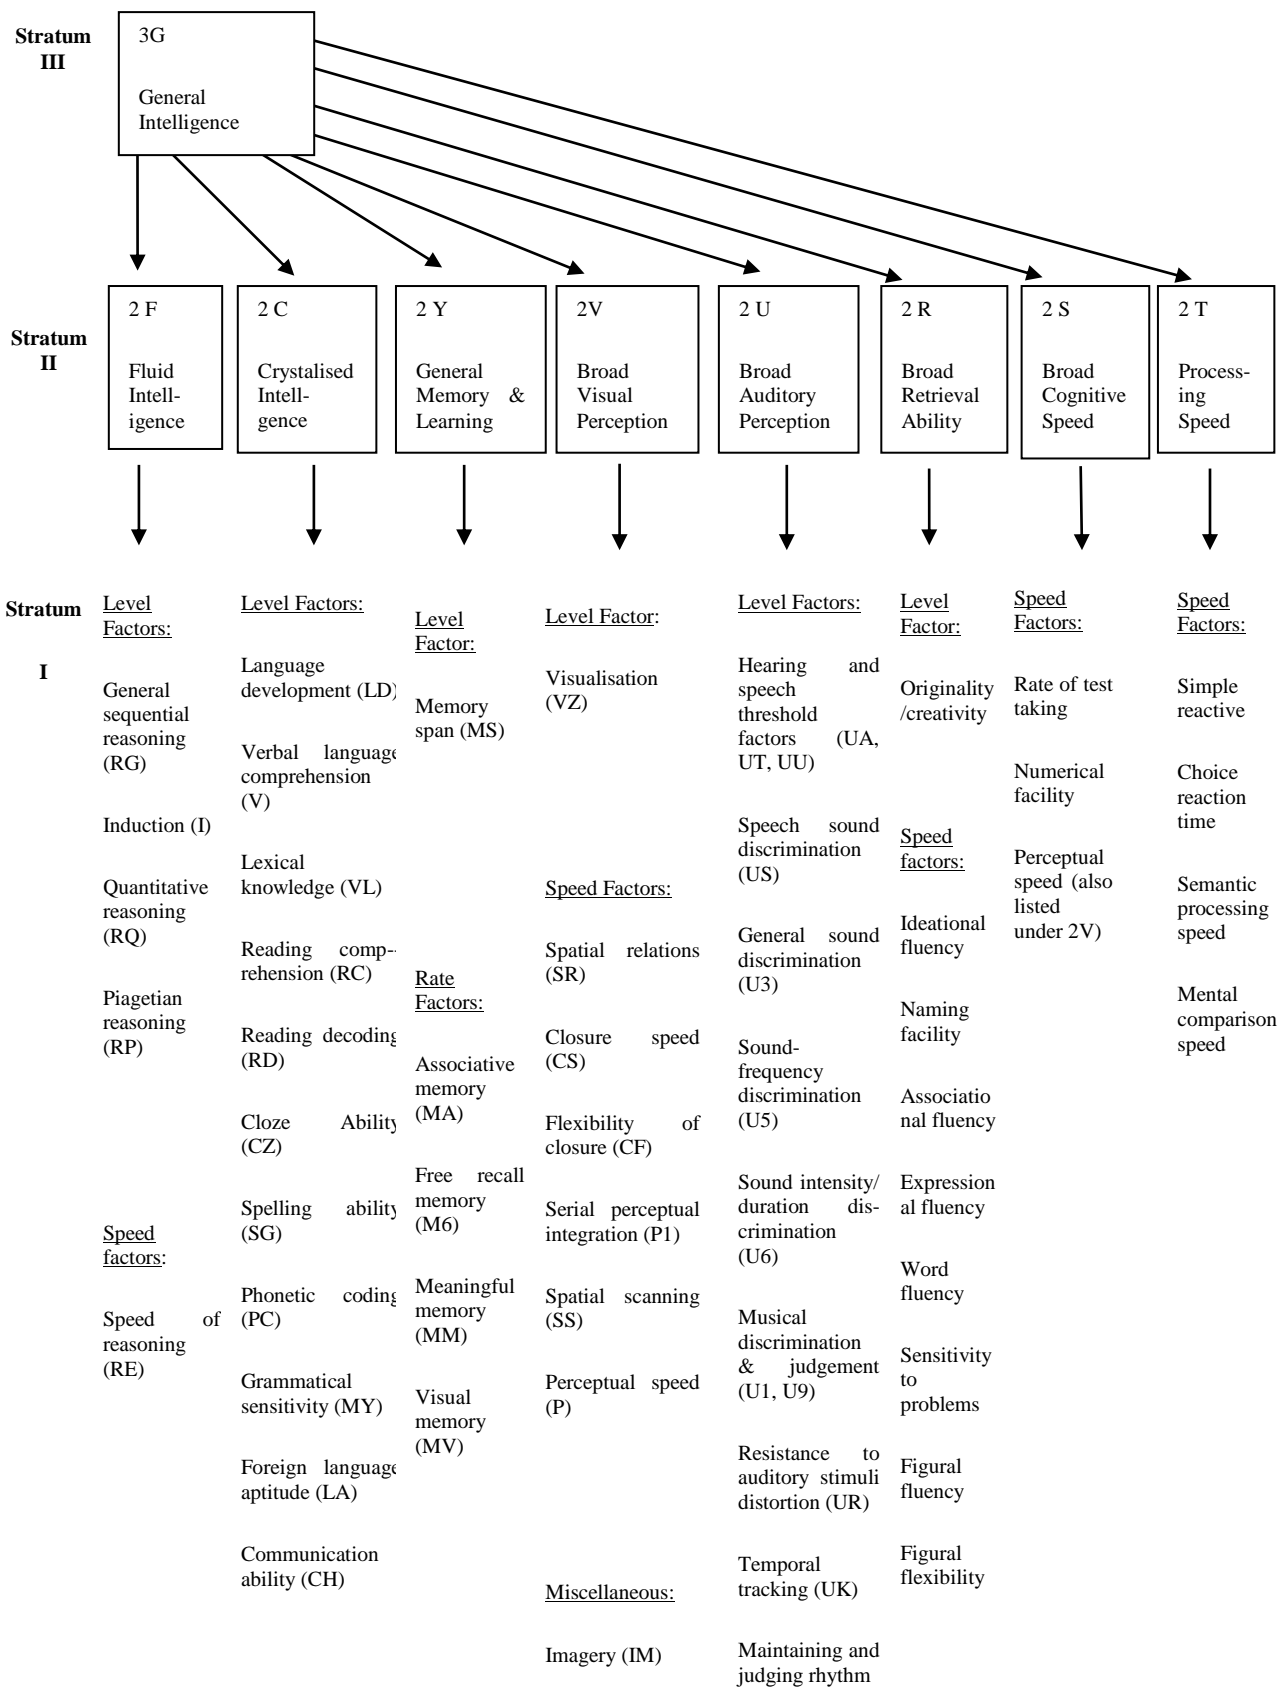 Stratum
III
3G
General
Intelligence
Stratum
II
2 F
Fluid
Intell-
igence
2 C
Crystalised
Intell-
gence
2 Y
General
Memory &
Learning
2V
Broad
Visual
Perception
2 U
Broad
Auditory
Perception
2 R
Broad
Retrieval
Ability
2 S
Broad
Cognitive
Speed
2 T
Process-
ing
Speed
Stratum
I
Level
Factors:
General
sequential
reasoning
(RG)
Induction (I)
Quantitative
reasoning
(RQ)
Piagetian
reasoning
(RP)
Speed
factors:
Speed of
reasoning
(RE)
Level Factors:
Language
development (LD)
Verbal language
comprehension
(V)
Lexical
knowledge (VL)
Reading comp--
rehension (RC)
Reading decoding
(RD)
Cloze Ability
(CZ)
Spelling ability
(SG)
Phonetic coding
(PC)
Grammatical
sensitivity (MY)
Foreign language
aptitude (LA)
Communication
ability (CH)
Level
Factor:
Memory
span (MS)
Rate
Factors:
Associative
memory
(MA)
Free recall
memory
(M6)
Meaningful
memory
(MM)
Visual
memory
(MV)
Level Factor:
Visualisation
(VZ)
Speed Factors:
Spatial relations
(SR)
Closure speed
(CS)
Flexibility of
closure (CF)
Serial perceptual
integration (P1)
Spatial scanning
(SS)
Perceptual speed
(P)
Miscellaneous:
Imagery (IM)
Level Factors:
Hearing and
speech
threshold
factors (UA,
UT, UU)
Speech sound
discrimination
(US)
General sound
discrimination
(U3)
Sound-
frequency
discrimination
(U5)
Sound intensity/
duration dis-
crimination
(U6)
Musical
discrimination
& judgement
(U1, U9)
Resistance to
auditory stimuli
distortion (UR)
Temporal
tracking (UK)
Maintaining and
judging rhythm
Level
Factor:
Originality
/creativity
Speed
factors:
Ideational
fluency
Naming
facility
Associatio
nal fluency
Expression
al fluency
Word
fluency
Sensitivity
to
problems
Figural
fluency
Figural
flexibility
Speed
Factors:
Rate of test
taking
Numerical
facility
Perceptual
speed (also
listed
under 2V)
Speed
Factors:
Simple
reactive
Choice
reaction
time
Semantic
processing
speed
Mental
comparison
speed